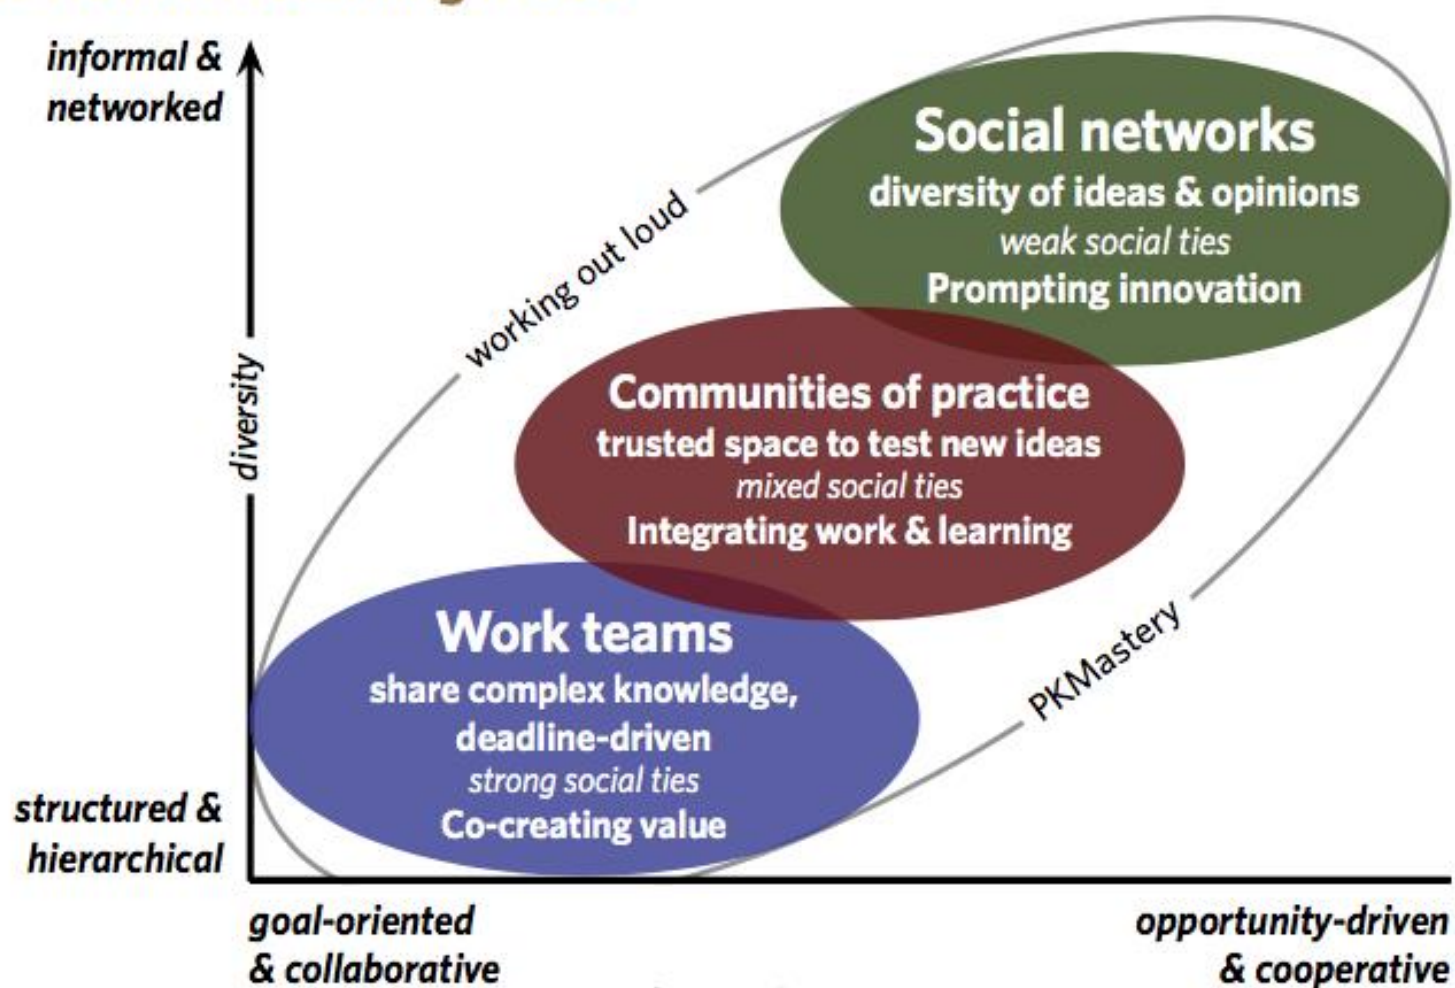 informal &
networked
Social networks
diversity of ideas & opinions
weak social ties
Prompting innovation
working out loud
diversity
Communities of practice
trusted space to test new ideas
mixed social ties
Integrating work & learning
Work teams
share complex knowledge,
deadline-driven
strong social ties
Co-creating value
PKMastery
structured &
hierarchical
goal-oriented
& collaborative
opportunity-driven
& cooperative